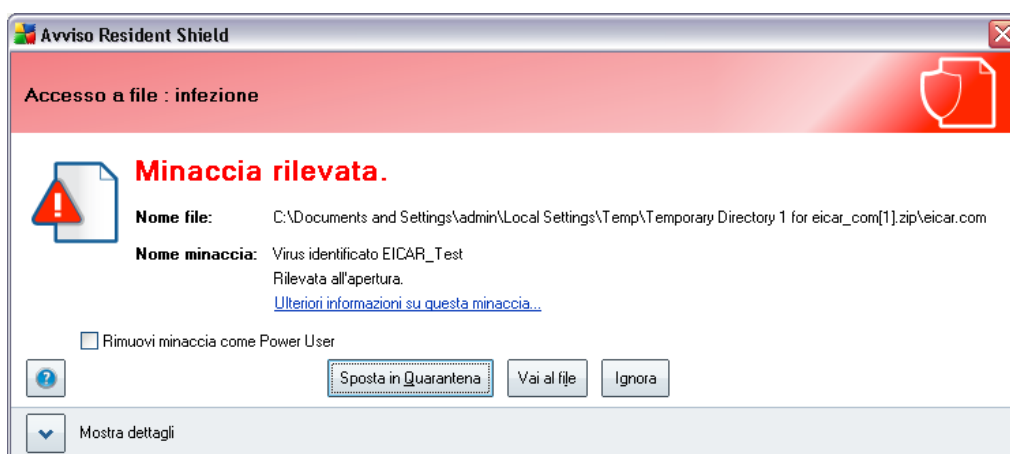 Avviso Resident Shield
Accesso a file : infezione
Minaccia rilevata.
Nome file: C:\Documents and Settings\admin\Local Settings\Temp\Temporary Directory 1 for eicar_com[1].zip\eicar.com
Nome minaccia: Virus identificato EICAR_Test
Rilevata all'apertura.
Ulteriori informazioni su questa minaccia...
Rimuovi minaccia come Power User
Sposta in Quarantena Vai al file Ignora
Mostra dettagli